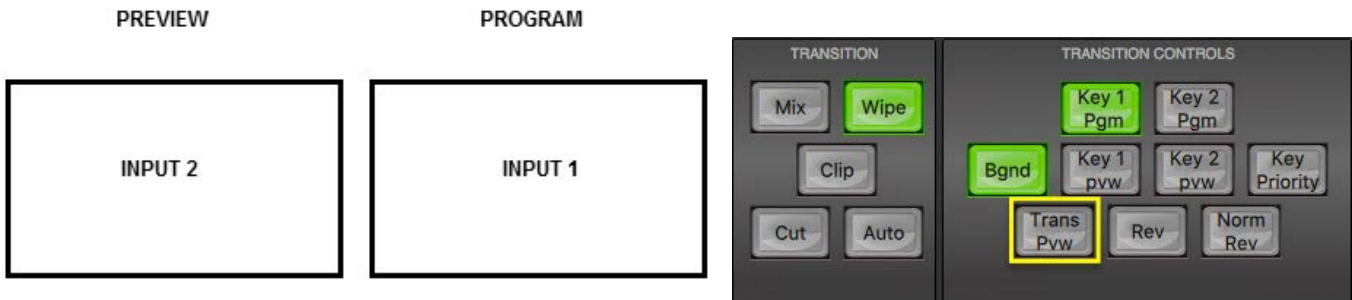 PREVIEW
PROGRAM
INPUT 2
INPUT 1
TRANSITION
Mix
Wipe
Clip
Cut
Auto
TRANSITION CONTROLS
Key 1
Pgm
Key 2
Pgm
Bgnd
Key 1
pvw
Key 2
pvw
Key
Priority
Trans
Pvw
Rev
Norm
Rev